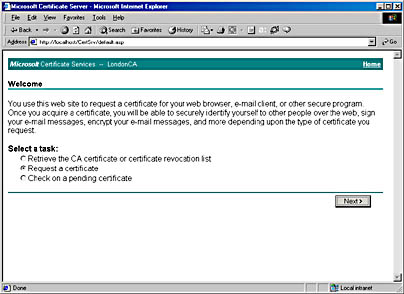 Microsoft Certificate Server - Microsoft Internet Explorer
File Edit View Favorites Tools Help
Back Search Favorites History
Address http://localhost/CertSrv/default.asp Go
Microsoft Certificate Services -- LondonCA Home
Welcome
You use this web site to request a certificate for your web browser, e-mail client, or other secure program.
Once you acquire a certificate, you will be able to securely identify yourself to other people over the web, sign
your e-mail messages, encrypt your e-mail messages, and more depending upon the type of certificate you
request.
Select a task:
Retrieve the CA certificate or certificate revocation list
Request a certificate
Check on a pending certificate
Next >
Done Local intranet